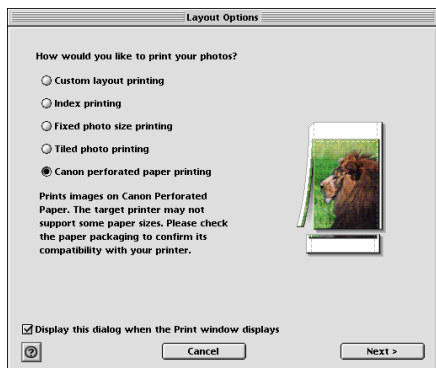 Layout Options
How would you like to print your photos?
Custom layout printing
Index printing
Fixed photo size printing
Tiled photo printing
Canon perforated paper printing
Prints images on Canon Perforated
Paper. The target printer may not
support some paper sizes. Please check
the paper packaging to confirm its
compatibility with your printer.
Display this dialog when the Print window displays
?
Cancel
Next >